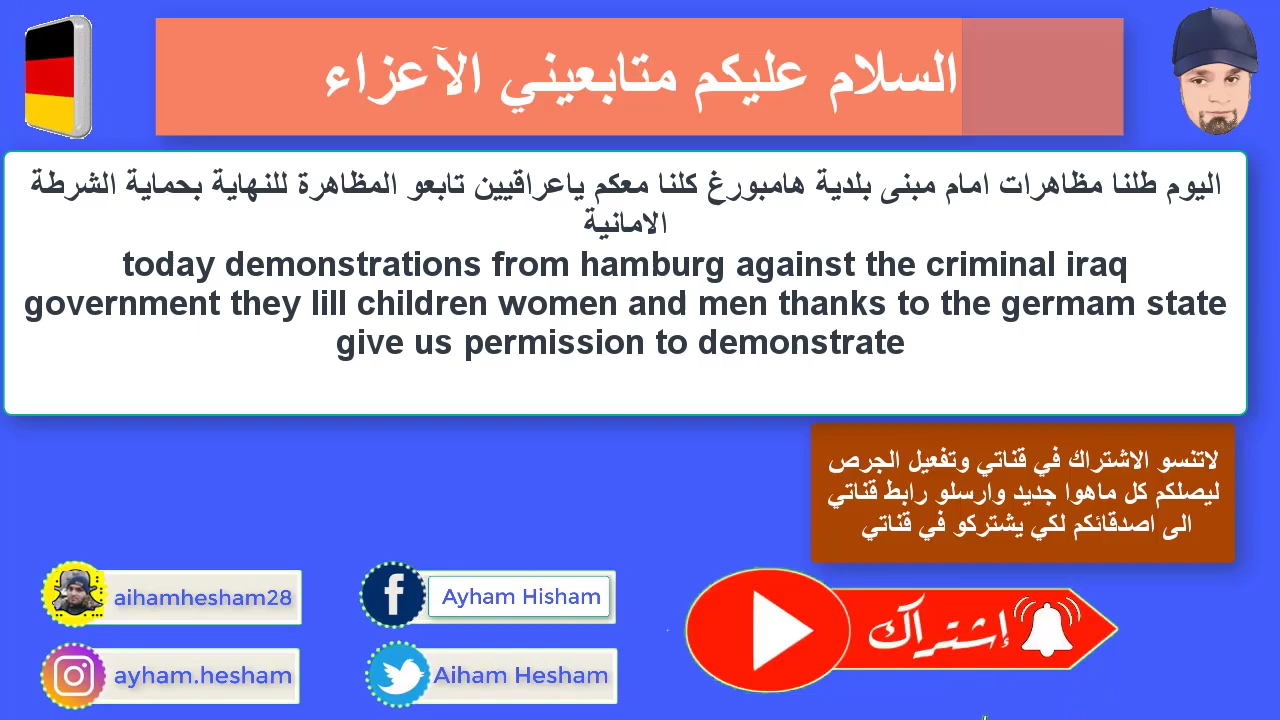 السلام عليكم متابعيني الآعزاء
اليوم طلنا مظاهرات امام مبنى بلدية هامبورغ كلنا معكم ياعراقيين تابعو المظاهرة للنهاية بحماية الشرطة
الامانية
today demonstrations from hamburg against the criminal iraq
government they lill children women and men thanks to the germam state
give us permission to demonstrate
لاتنسو الاشتراك في قناتي وتفعيل الجرص
ليصلكم كل ماهوا جديد وارسلو رابط قناتي
الى اصدقائكم لكي يشتركو في قناتي
aihamhesham28
Ayham Hisham
إشتراك
ayham.hesham
Aiham Hesham